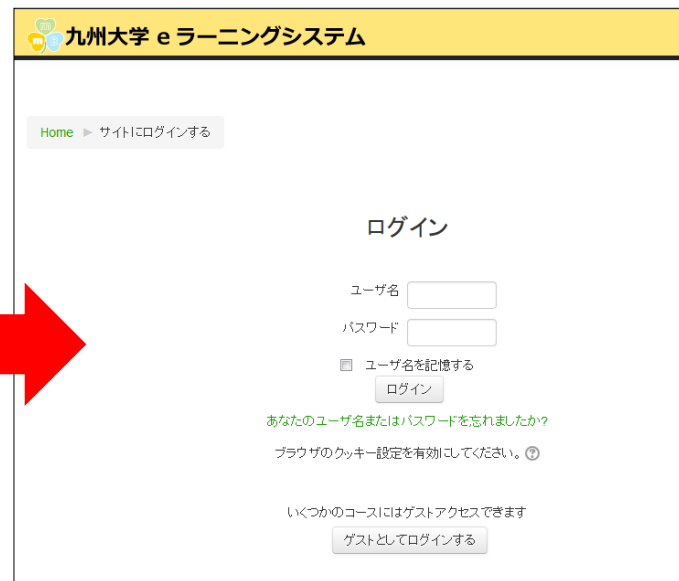 九州大学 e ラーニングシステム
Home ► サイトにログインする
ログイン
ユーザ名
パスワード
ユーザ名を記憶する
ログイン
あなたのユーザ名またはパスワードを忘れましたか?
ブラウザのクッキー設定を有効にしてください。?
いくつかのコースにはゲストアクセスできます
ゲストとしてログインする